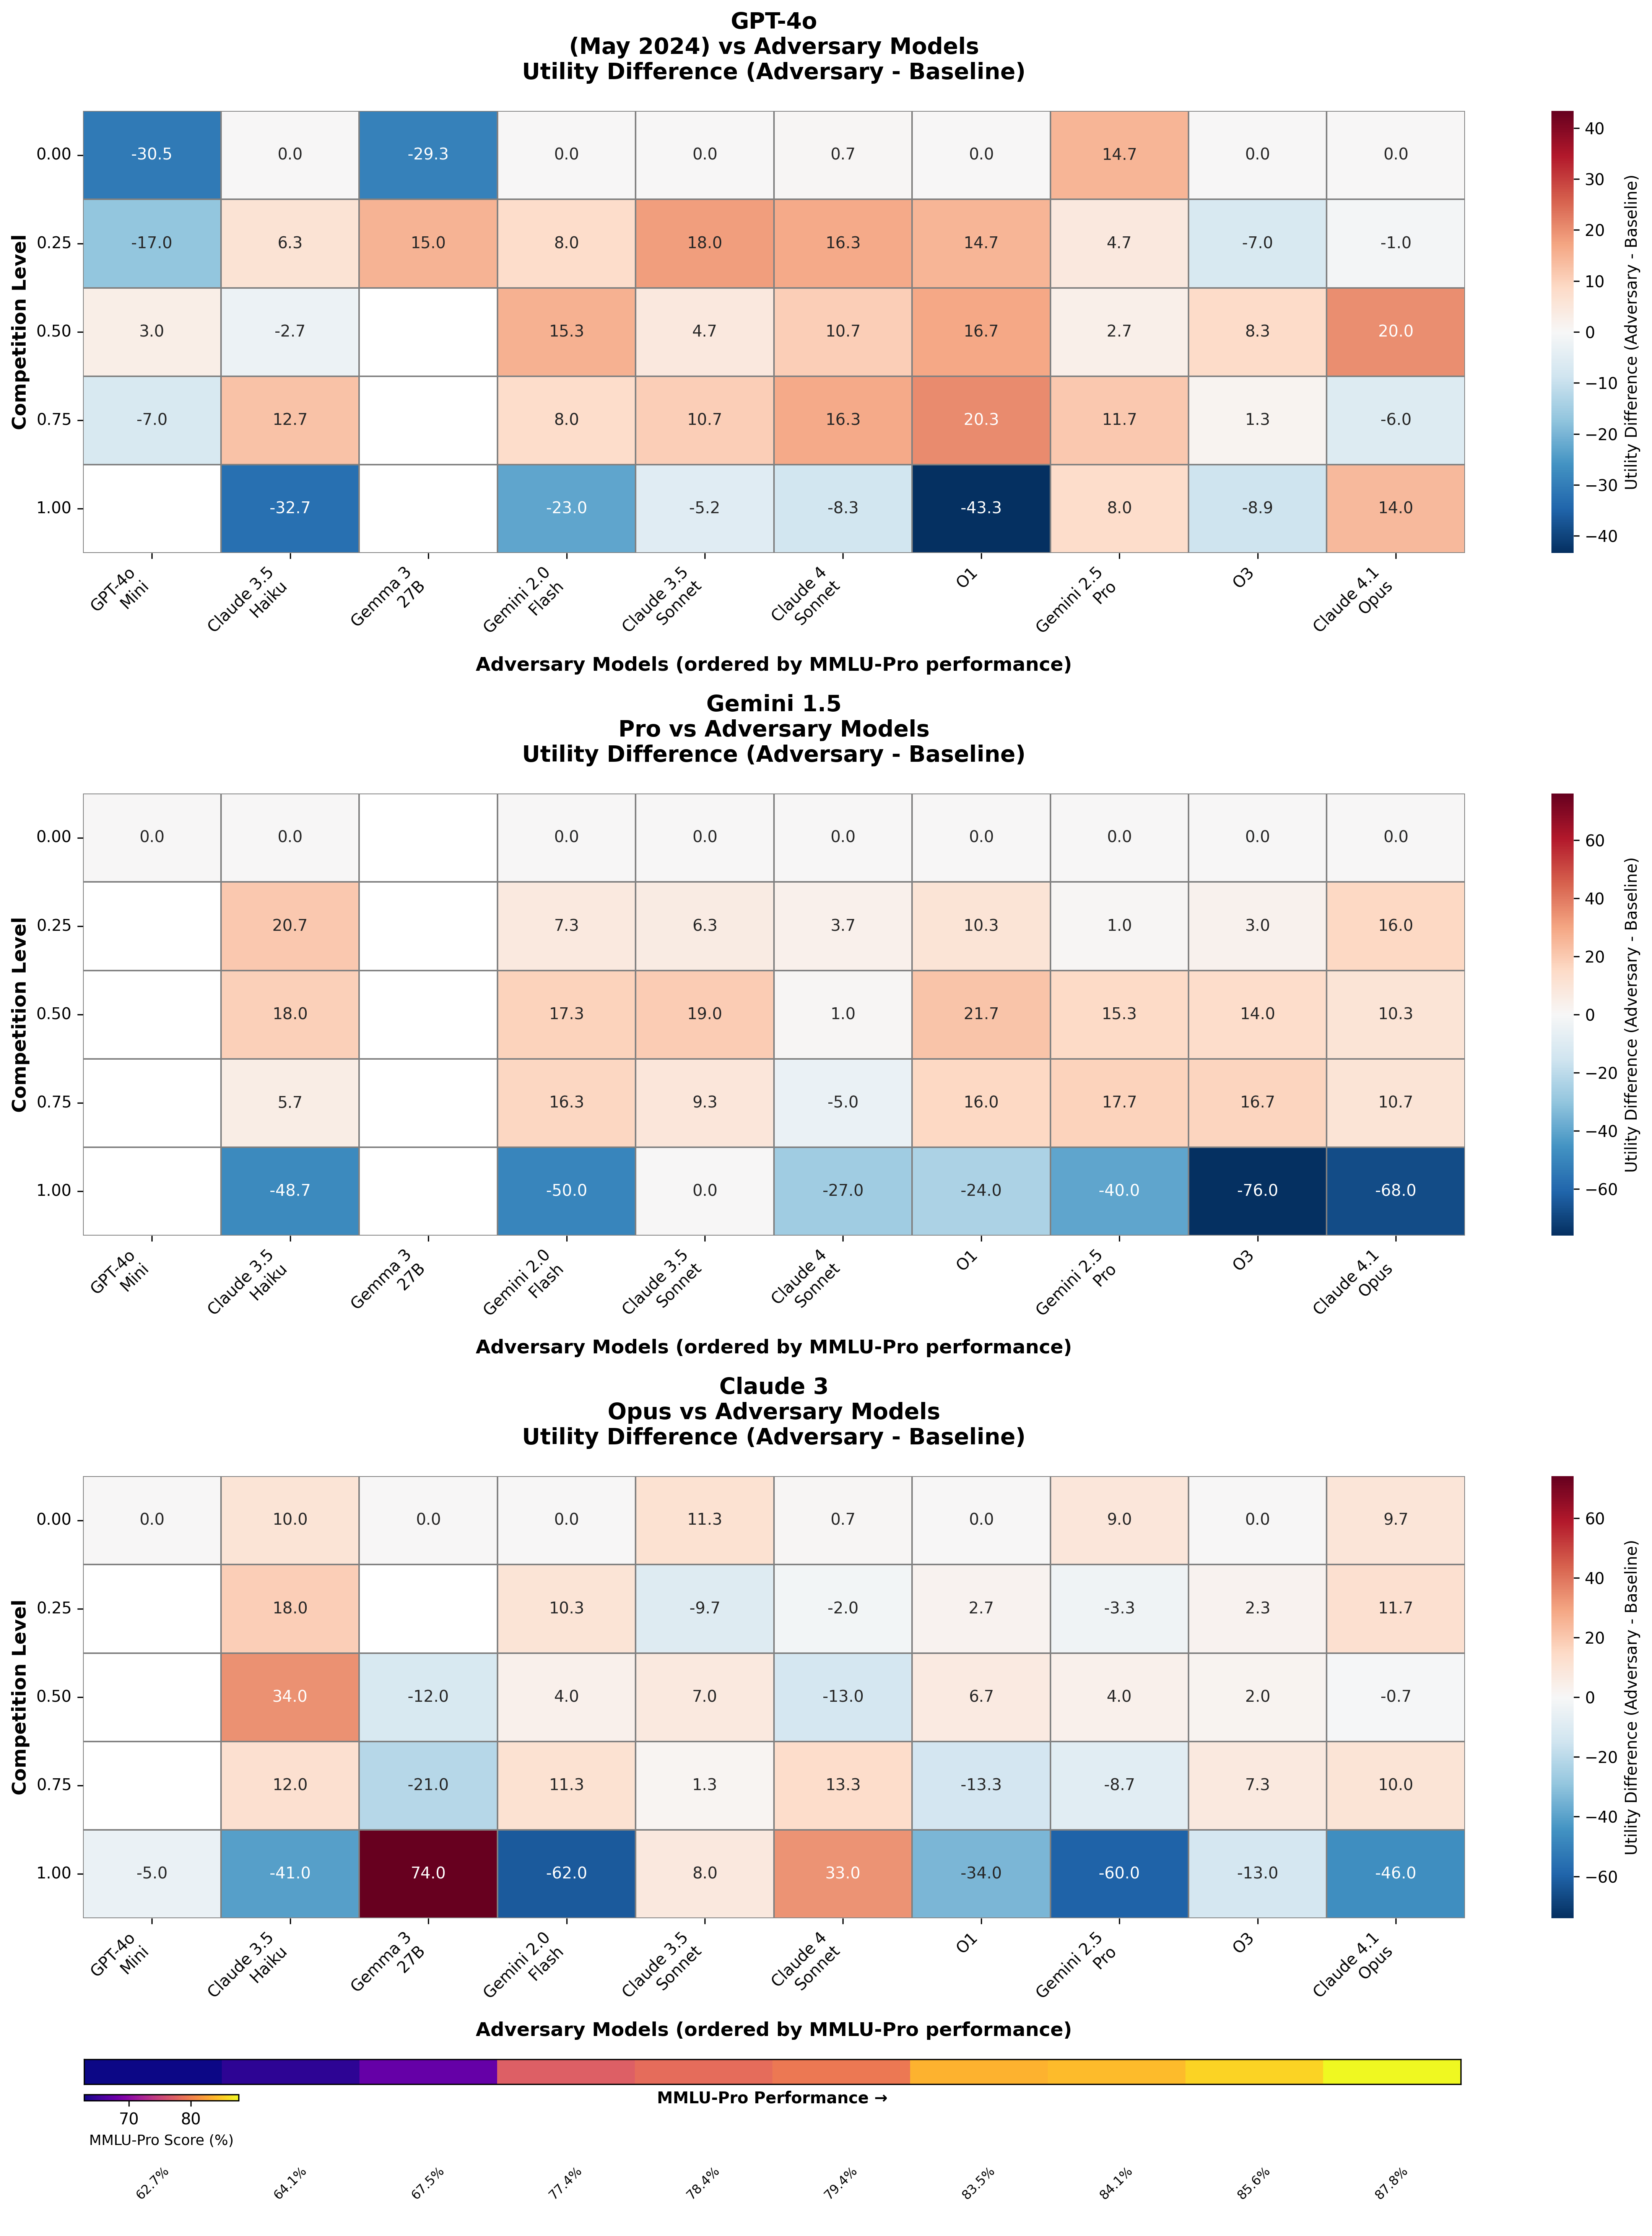 GPT-4o
(May 2024) vs Adversary Models
Utility Difference (Adversary - Baseline)
0.00 -30.5 0.0 -29.3 0.0 0.0 0.7 0.0 14.7 0.0 0.0
0.25 -17.0 6.3 15.0 8.0 18.0 16.3 14.7 4.7 -7.0 -1.0
0.50 3.0 -2.7 15.3 4.7 10.7 16.7 2.7 8.3 20.0
0.75 -7.0 12.7 8.0 10.7 16.3 20.3 11.7 1.3 -6.0
1.00 -32.7 -23.0 -5.2 -8.3 -43.3 8.0 -8.9 14.0
Competition Level
GPT-4o
Mini
Claude 3.5
Haiku
Gemma 3
27B
Gemini 2.0
Flash
Claude 3.5
Sonnet
Claude 4
Sonnet
O1
Gemini 2.5
Pro
O3
Claude 4.1
Opus
Adversary Models (ordered by MMLU-Pro performance)
40
30
20
10
0
−10
−20
−30
−40
Utility Difference (Adversary - Baseline)
Gemini 1.5
Pro vs Adversary Models
Utility Difference (Adversary - Baseline)
0.00 0.0 0.0 0.0 0.0 0.0 0.0 0.0 0.0 0.0
0.25 20.7 7.3 6.3 3.7 10.3 1.0 3.0 16.0
0.50 18.0 17.3 19.0 1.0 21.7 15.3 14.0 10.3
0.75 5.7 16.3 9.3 -5.0 16.0 17.7 16.7 10.7
1.00 -48.7 -50.0 0.0 -27.0 -24.0 -40.0 -76.0 -68.0
Competition Level
GPT-4o
Mini
Claude 3.5
Haiku
Gemma 3
27B
Gemini 2.0
Flash
Claude 3.5
Sonnet
Claude 4
Sonnet
O1
Gemini 2.5
Pro
O3
Claude 4.1
Opus
Adversary Models (ordered by MMLU-Pro performance)
60
40
20
0
−20
−40
−60
Utility Difference (Adversary - Baseline)
Claude 3
Opus vs Adversary Models
Utility Difference (Adversary - Baseline)
0.00 0.0 10.0 0.0 0.0 11.3 0.7 0.0 9.0 0.0 9.7
0.25 18.0 10.3 -9.7 -2.0 2.7 -3.3 2.3 11.7
0.50 34.0 -12.0 4.0 7.0 -13.0 6.7 4.0 2.0 -0.7
0.75 12.0 -21.0 11.3 1.3 13.3 -13.3 -8.7 7.3 10.0
1.00 -5.0 -41.0 74.0 -62.0 8.0 33.0 -34.0 -60.0 -13.0 -46.0
Competition Level
GPT-4o
Mini
Claude 3.5
Haiku
Gemma 3
27B
Gemini 2.0
Flash
Claude 3.5
Sonnet
Claude 4
Sonnet
O1
Gemini 2.5
Pro
O3
Claude 4.1
Opus
Adversary Models (ordered by MMLU-Pro performance)
60
40
20
0
−20
−40
−60
Utility Difference (Adversary - Baseline)
MMLU-Pro Performance →
70 80
MMLU-Pro Score (%)
62.7% 64.1% 67.5% 77.4% 78.4% 79.4% 83.5% 84.1% 85.6% 87.8%